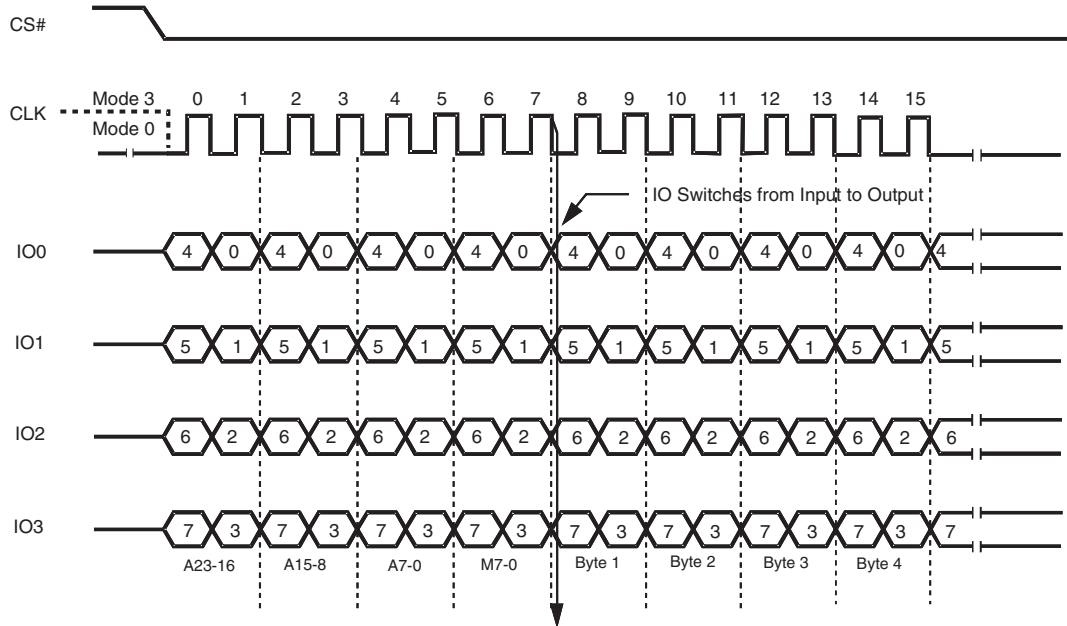 CS#
Mode 3 0 1 2 3 4 5 6 7 8 9 10 11 12 13 14 15
CLK
Mode 0
IO Switches from Input to Output
IO0 4 0 4 0 4 0 4 0 4 0 4 0 4 0 4 0 4
IO1 5 1 5 1 5 1 5 1 5 1 5 1 5 1 5 1 5
IO2 6 2 6 2 6 2 6 2 6 2 6 2 6 2 6 2 6
IO3 7 3 7 3 7 3 7 3 7 3 7 3 7 3 7 3 7
A23-16 A15-8 A7-0 M7-0 Byte 1 Byte 2 Byte 3 Byte 4